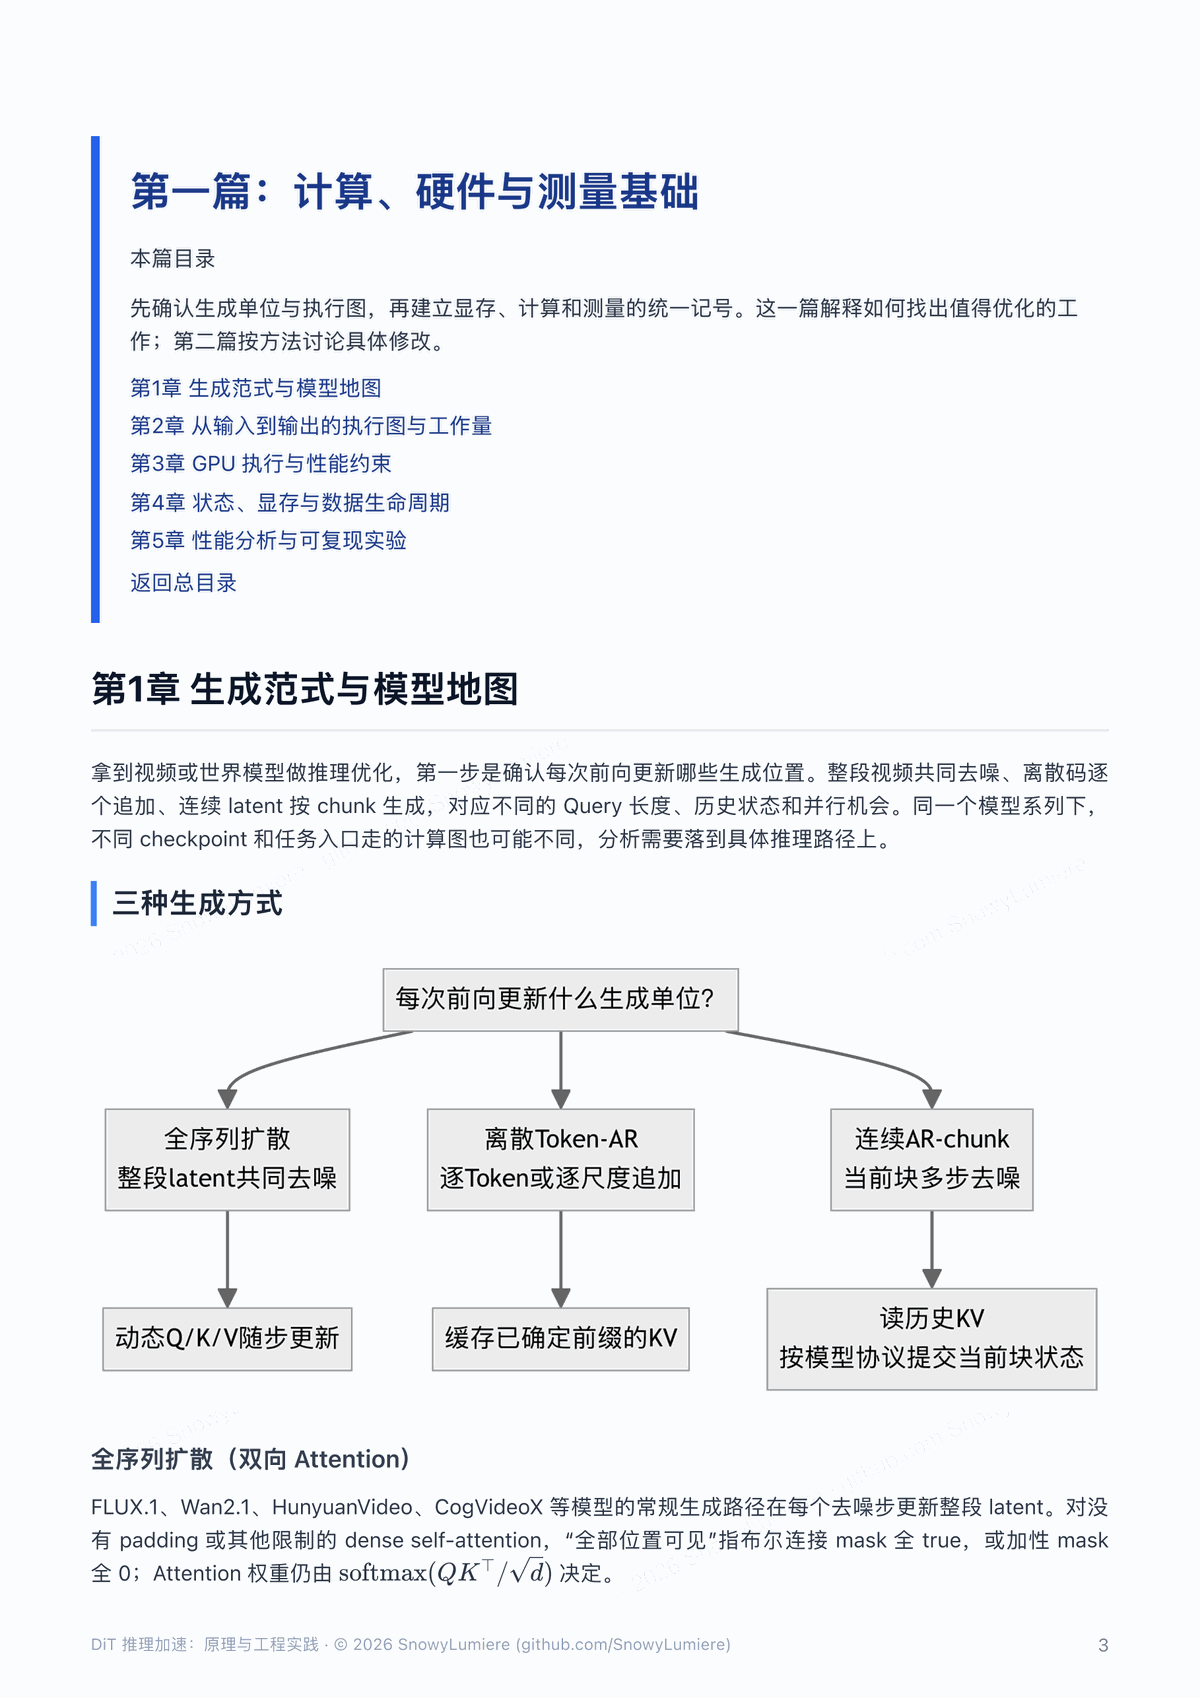 第一篇：计算、硬件与测量基础
本篇目录
先确认生成单位与执行图，再建立显存、计算和测量的统一记号。这一篇解释如何找出值得优化的工
作；第二篇按方法讨论具体修改。
第1章 生成范式与模型地图
第2章 从输入到输出的执行图与工作量
第3章 GPU 执行与性能约束
第4章 状态、显存与数据生命周期
第5章 性能分析与可复现实验
返回总目录
第1章 生成范式与模型地图
拿到视频或世界模型做推理优化，第一步是确认每次前向更新哪些生成位置。整段视频共同去噪、离散码逐
个追加、连续 latent 按 chunk 生成，对应不同的 Query 长度、历史状态和并行机会。同一个模型系列下，
不同 checkpoint 和任务入口走的计算图也可能不同，分析需要落到具体推理路径上。
三种生成方式
每次前向更新什么生成单位？
全序列扩散
整段latent共同去噪
离散Token-AR
逐Token或逐尺度追加
连续AR-chunk
当前块多步去噪
动态Q/K/V随步更新
缓存已确定前缀的KV
读历史KV
按模型协议提交当前块状态
全序列扩散（双向 Attention）
FLUX.1、Wan2.1、HunyuanVideo、CogVideoX 等模型的常规生成路径在每个去噪步更新整段 latent。对没
有 padding 或其他限制的 dense self-attention，“全部位置可见”指布尔连接 mask 全 true，或加性 mask
全 0；Attention 权重仍由 softmax(QK⊤/√d) 决定。
DiT 推理加速：原理与工程实践 · © 2026 SnowyLumiere (github.com/SnowyLumiere)
3